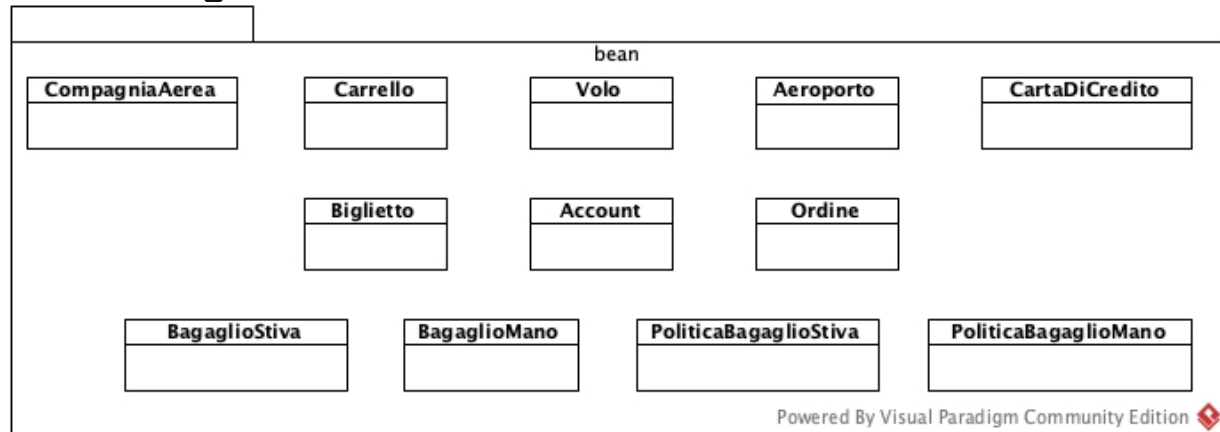 bean
CompagniaAerea Carrello Volo Aeroporto CartaDiCredito
Biglietto Account Ordine
BagaglioStiva BagaglioMano PoliticaBagaglioStiva PoliticaBagaglioMano
Powered By Visual Paradigm Community Edition